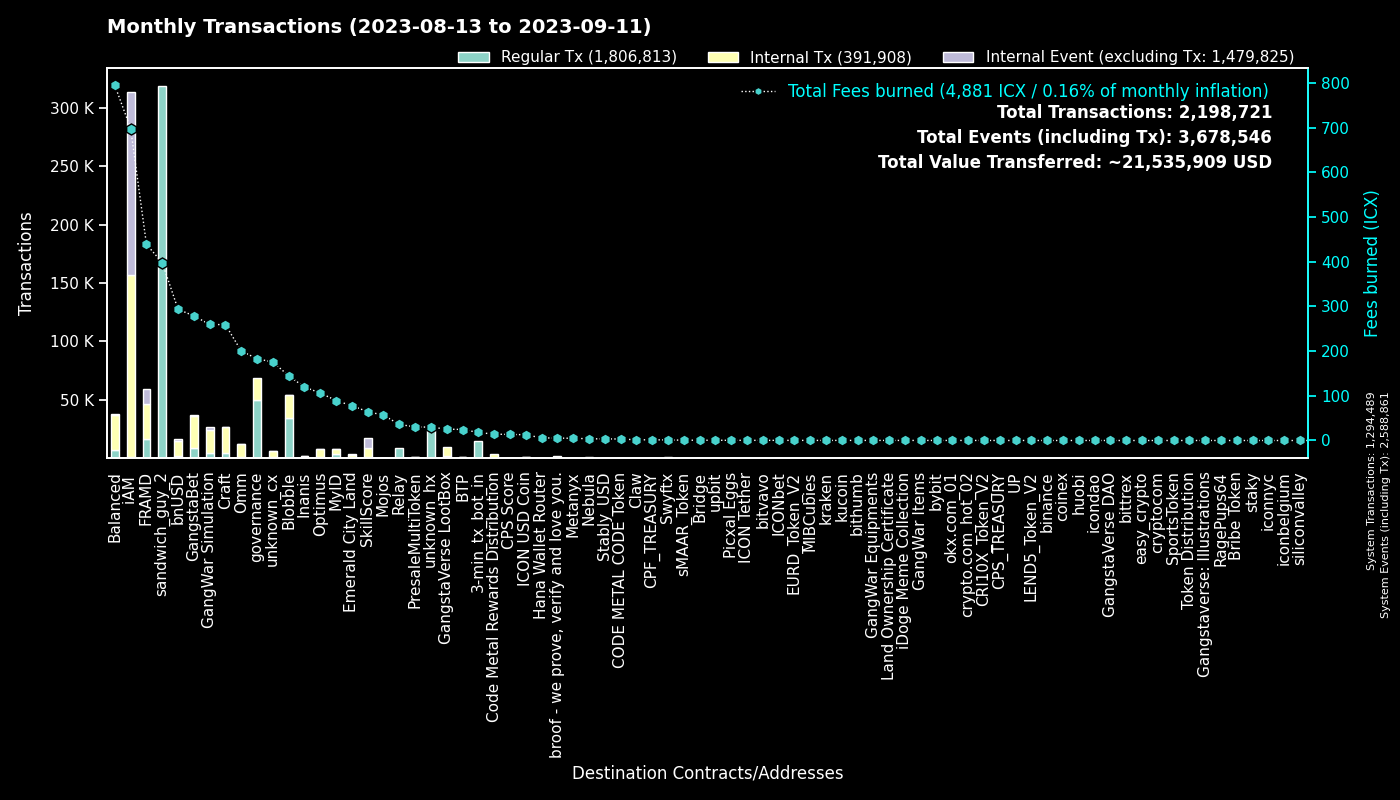 Monthly Transactions (2023-08-13 to 2023-09-11)
Regular Tx (1,806,813)
Internal Tx (391,908)
Internal Event (excluding Tx: 1,479,825)
Total Fees burned (4,881 ICX / 0.16% of monthly inflation)
Total Transactions: 2,198,721
Total Events (including Tx): 3,678,546
Total Value Transferred: ~21,535,909 USD
Transactions
300 K
250 K
200 K
150 K
100 K
50 K
800
700
600
500
400
300
200
100
0
Fees burned (ICX)
System Transactions: 1,294,489
System Events (including Tx): 2,588,861
Balanced
IAM
FRAMD
sandwich_guy_2
bnUSD
GangstaBet
GangWar Simulation
Craft
Omm
governance
unknown_cx
Blobble
Inanis
Optimus
MyID
Emerald City Land
SkillScore
Mojos
Relay
PresaleMultiToken
unknown_hx
GangstaVerse LootBox
BTP
3-min_tx_bot_in
Code Metal Rewards Distribution
CPS Score
ICON USD Coin
Hana Wallet Router
broof - we prove, verify and love you.
Metanyx
Nebula
Stably_USD
CODE METAL CODE Token
Claw
CPF_TREASURY
Swyftx
sMAAR_Token
Bridge
upbit
Picxal Eggs
ICON Tether
bitvavo
ICONbet
EURD_Token_V2
MIBCubies
kraken
kucoin
bithumb
GangWar Equipments
Land Ownership Certificate
iDoge Meme Collection
GangWar Items
bybit
okx.com_01
crypto.com_hot_02
CRI10X_Token_V2
CPS_TREASURY
UP
LEND5_Token_V2
binance
coinex
huobi
icondao
GangstaVerse DAO
bittrex
easy_crypto
cryptocom
SportsToken
Token Distribution
Gangstaverse: Illustrations
RagePups64
Bribe Token
staky
iconnyc
iconbelgium
siliconvalley
Destination Contracts/Addresses